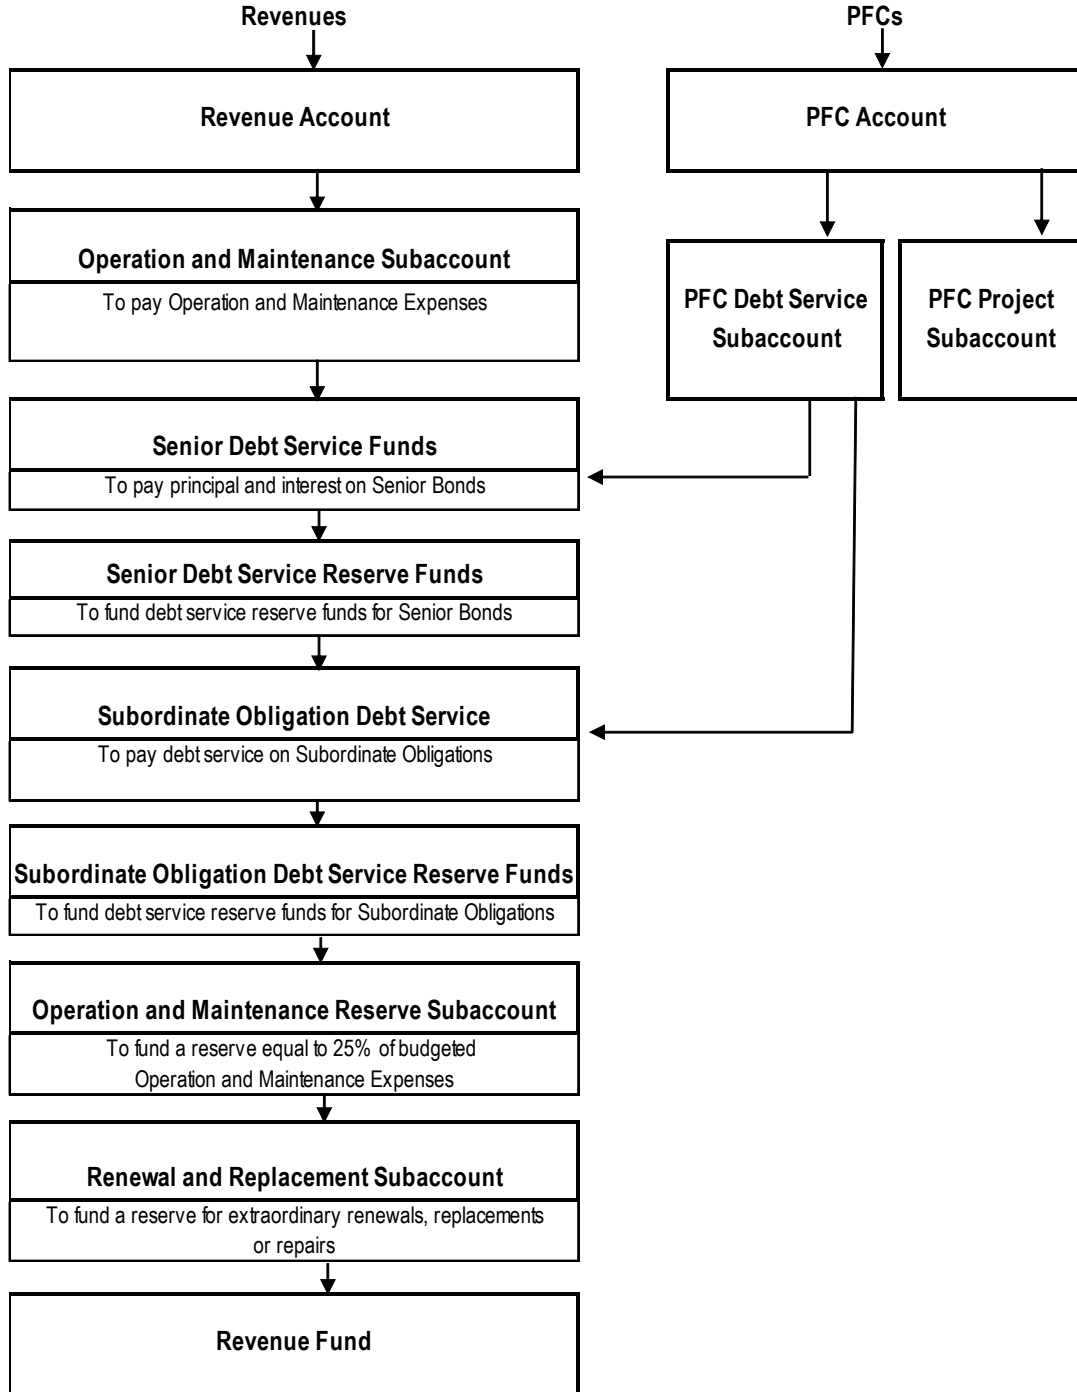 Revenues
Revenue Account
Operation and Maintenance Subaccount
To pay Operation and Maintenance Expenses
Senior Debt Service Funds
To pay principal and interest on Senior Bonds
Senior Debt Service Reserve Funds
To fund debt service reserve funds for Senior Bonds
Subordinate Obligation Debt Service
To pay debt service on Subordinate Obligations
Subordinate Obligation Debt Service Reserve Funds
To fund debt service reserve funds for Subordinate Obligations
Operation and Maintenance Reserve Subaccount
To fund a reserve equal to 25% of budgeted
Operation and Maintenance Expenses
Renewal and Replacement Subaccount
To fund a reserve for extraordinary renewals, replacements
or repairs
Revenue Fund
PFCs
PFC Account
PFC Debt Service
Subaccount
PFC Project
Subaccount